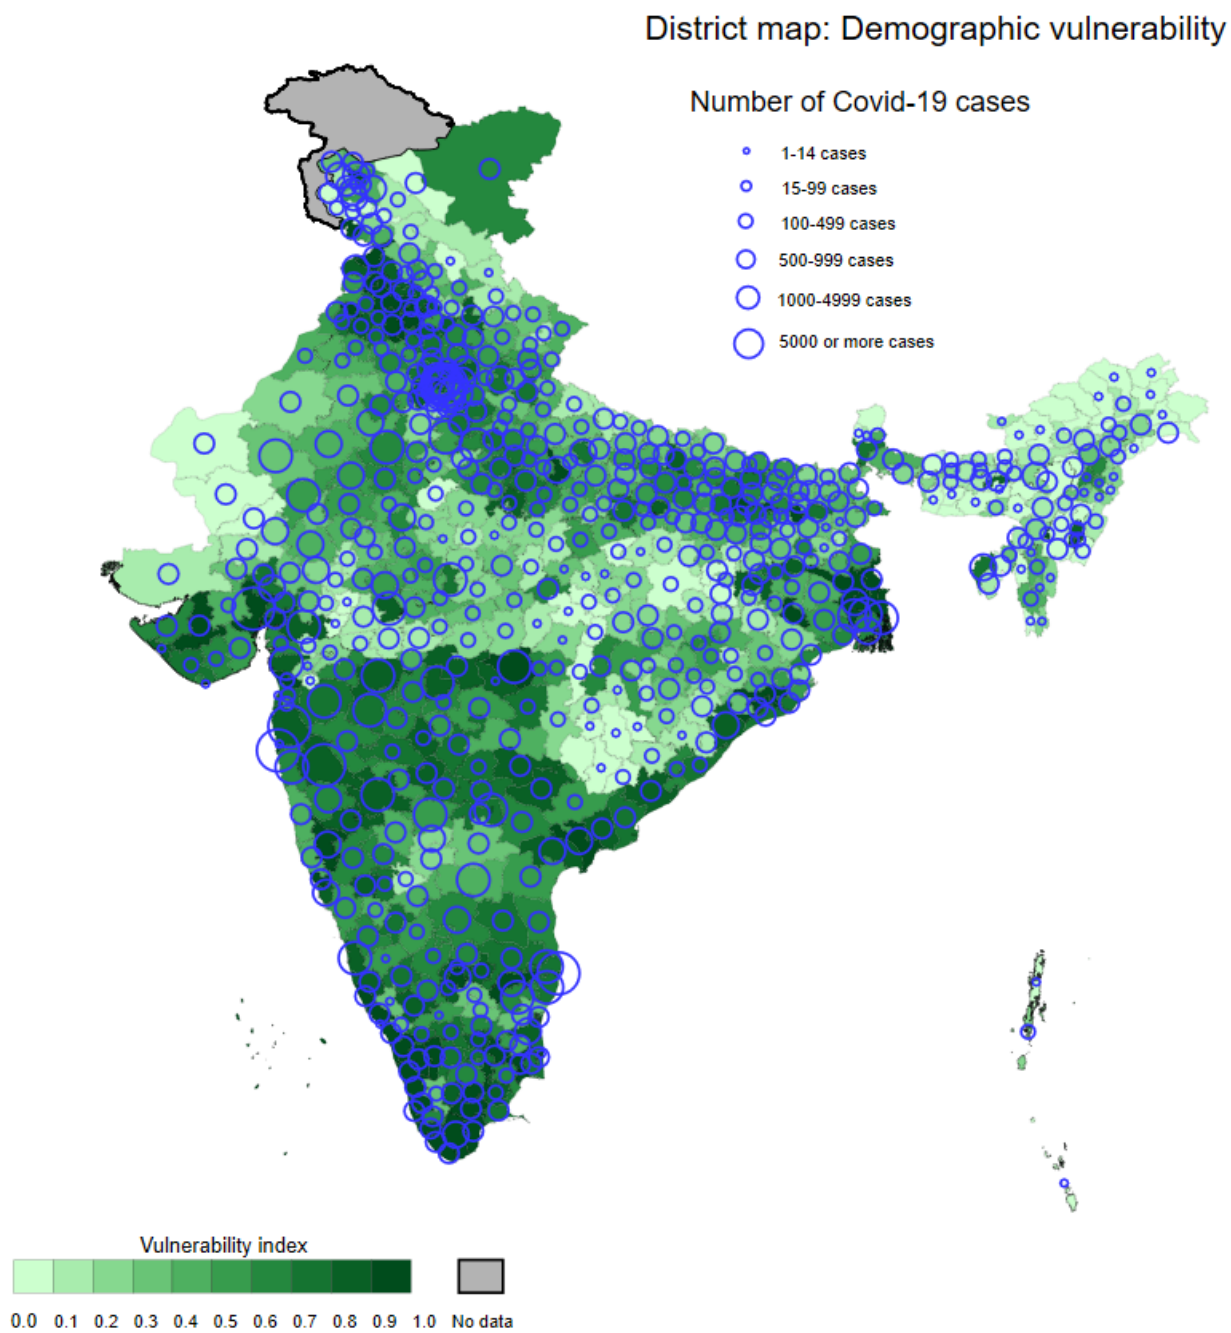 District map: Demographic vulnerability
Number of Covid-19 cases
1-14 cases
15-99 cases
100-499 cases
500-999 cases
1000-4999 cases
5000 or more cases
Vulnerability index
0.0 0.1 0.2 0.3 0.4 0.5 0.6 0.7 0.8 0.9 1.0 No data